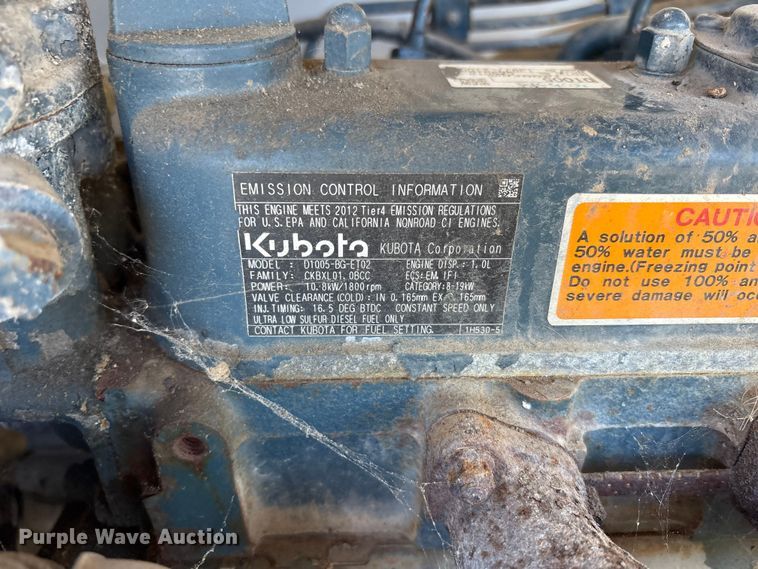 EMISSION CONTROL INFORMATION
THIS ENGINE MEETS 2012 Tier4 EMISSION REGULATIONS
FOR U.S. EPA AND CALIFORNIA NONROAD CI ENGINES.
Kubota KUBOTA Corporation
MODEL : D1005-BG-ET02 ENGINE DISP.: 1.0L
FAMILY: CKBXL01.0BCC ECS:EM IFI
POWER: 10.8kW/1800rpm CATEGORY:8-19kW
VALVE CLEARANCE (COLD): IN 0.165mm EX 0.165mm
INJ. TIMING: 16.5 DEG BTDC CONSTANT SPEED ONLY
ULTRA LOW SULFUR DIESEL FUEL ONLY
CONTACT KUBOTA FOR FUEL SETTING. 1H530-5
CAUTI
A solution of 50% a
50% water must be
engine.(Freezing point
Do not use 100% an
severe damage will occ
Purple Wave Auction